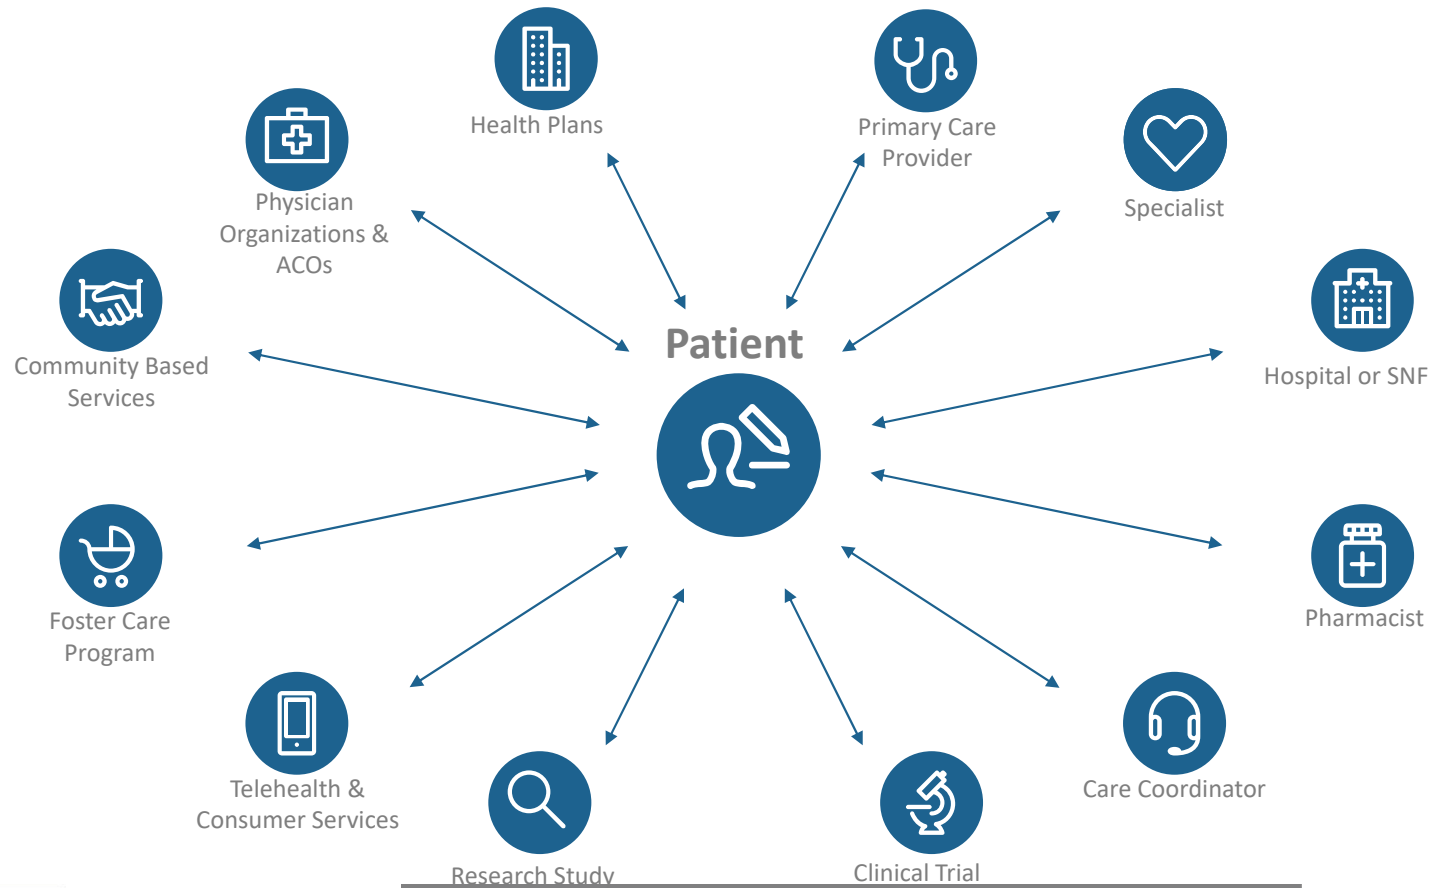 Health Plans
Primary Care
Provider
Physician
Organizations &
ACOs
Specialist
Patient
Community Based
Services
Hospital or SNF
Foster Care
Program
Pharmacist
Telehealth &
Consumer Services
Care Coordinator
Research Study
Clinical Trial